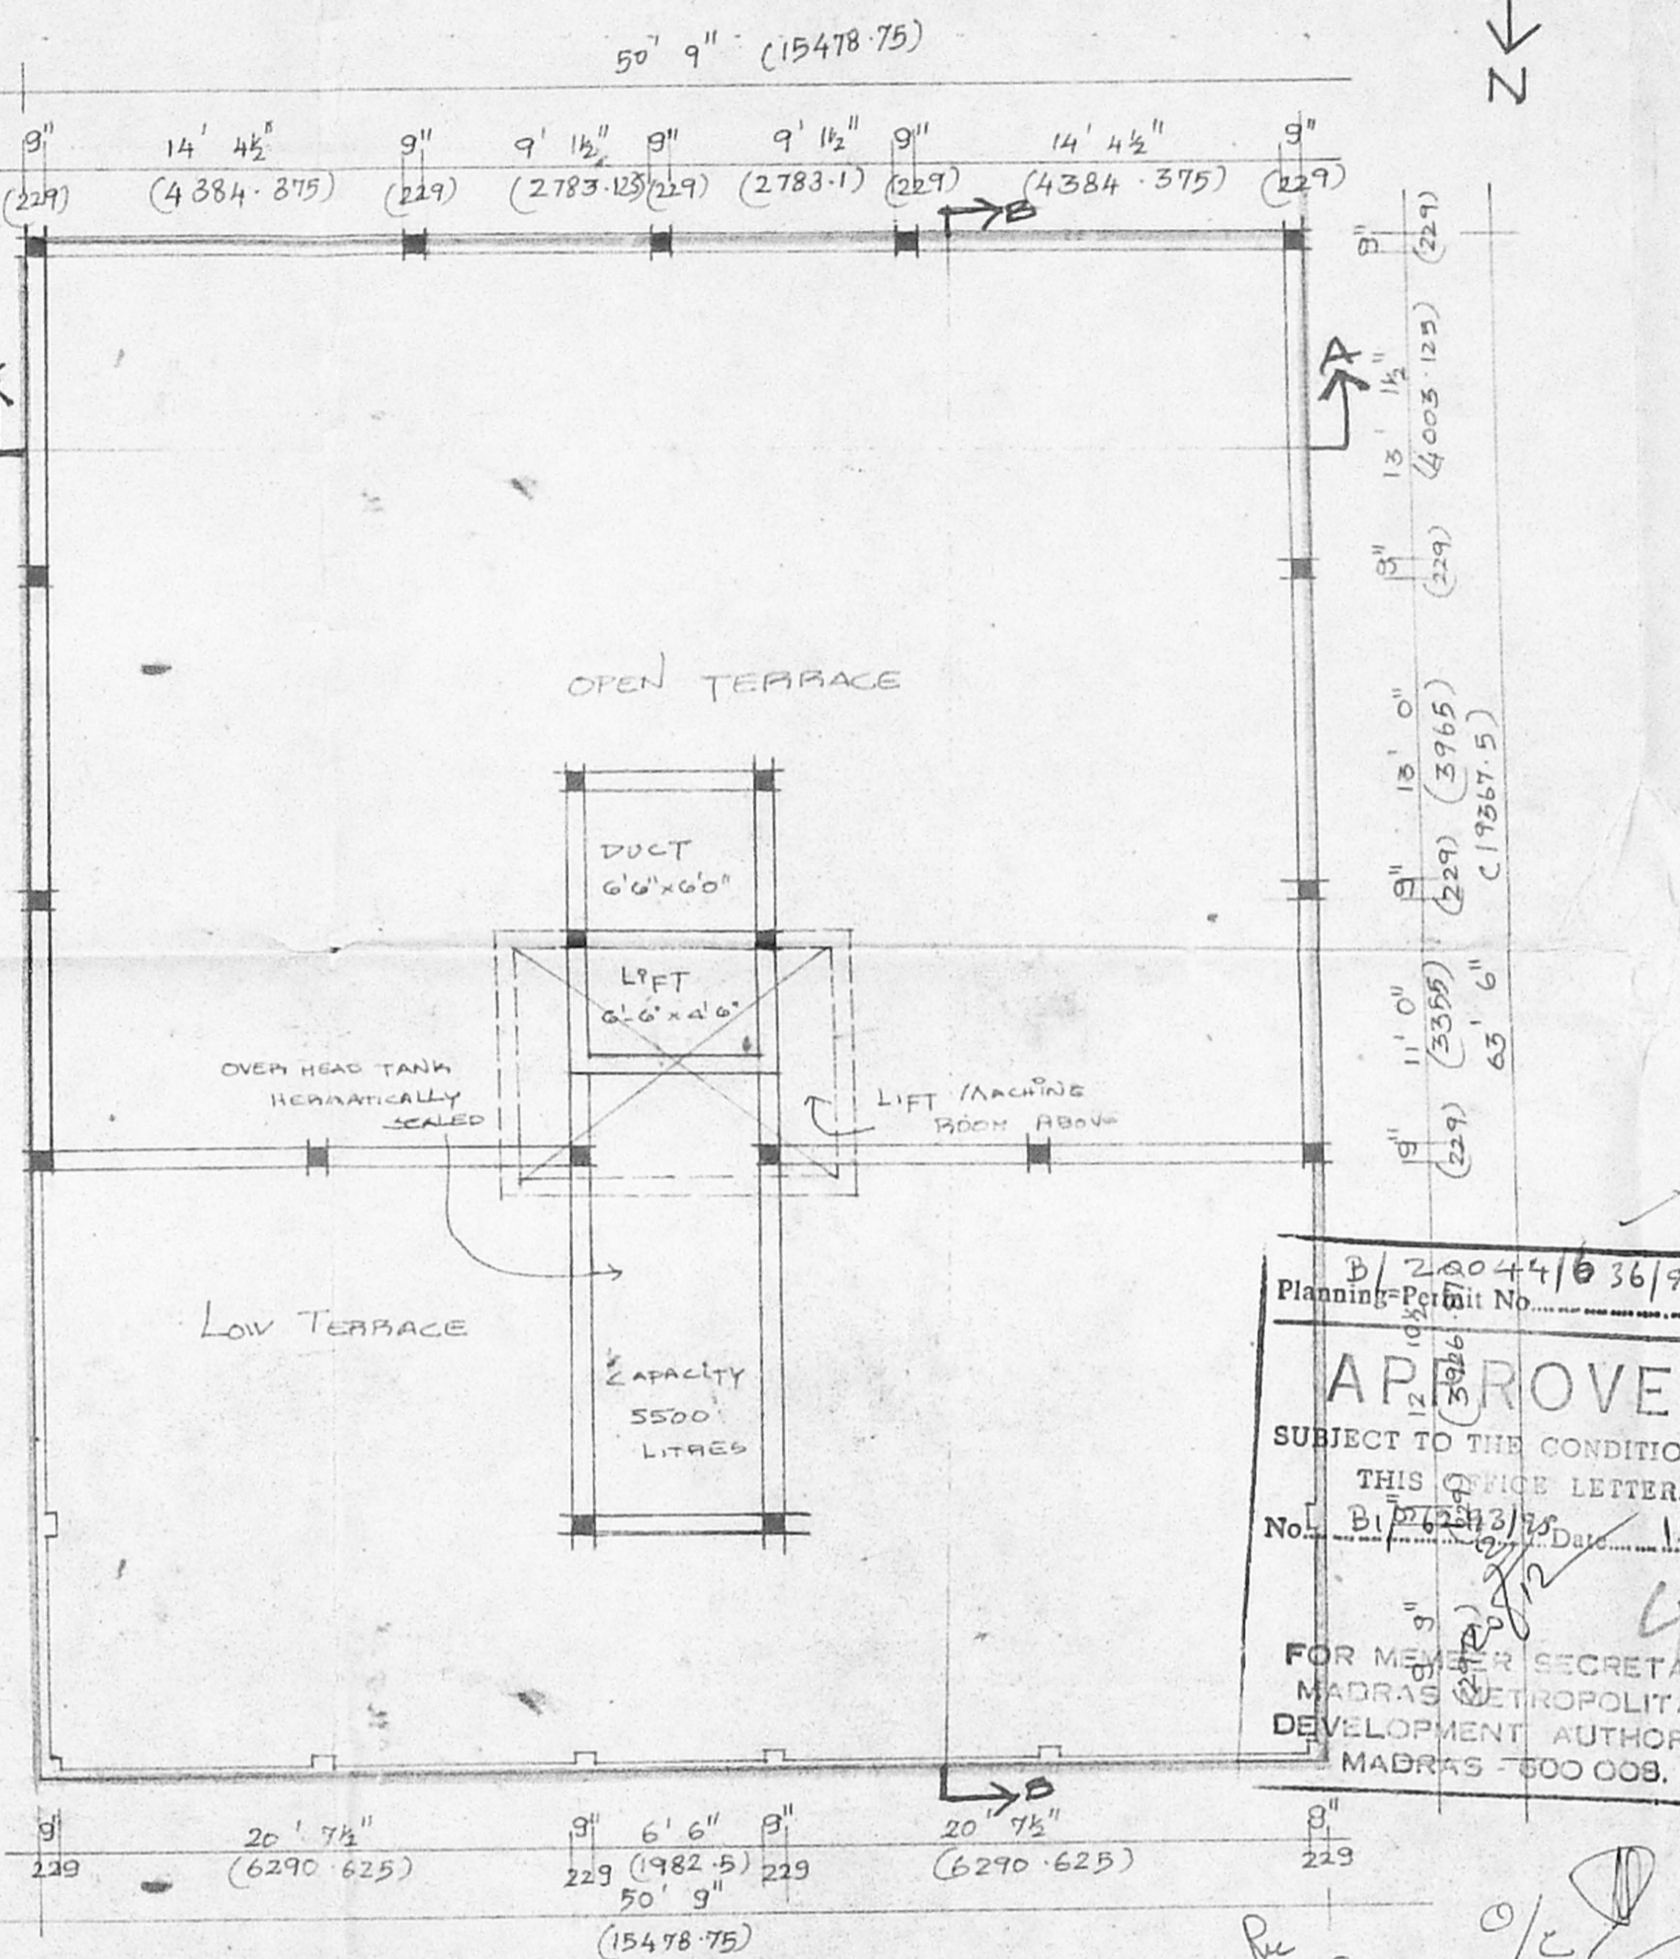 50' 9" (15478.75)
N
9" 14' 4½" 9" 9' 1½" 9" 9' 1½" 9" 14' 4½" 9"
(229) (4384.375) (229) (2783.125) (229) (2783.1) (229) (4384.375) (229)
B
A
9" (229)
13' 1½" (4003.125)
9" (229)
13' 0" (3965)
9" (229)
11' 0" (3355)
9" (229)
63' 6" (19367.5)
OPEN TERRACE
DUCT
6'6"x6'0"
LIFT
6'-6"x4'6"
OVER HEAD TANK
HERMATICALLY
SEALED
LIFT MACHINE
ROOM ABOVE
LOW TERRACE
CAPACITY
5500
LITRES
Planning Permit No.
APPROVE
SUBJECT TO THE CONDITIO
THIS OFFICE LETTER
No. Date
9' 9"
FOR MEMBER SECRETA
MADRAS METROPOLIT
DEVELOPMENT AUTHOR
MADRAS - 600 008.
B
9" 20' 7½" 9" 6' 6" 9" 20' 7½" 9"
229 (6290.625) 229 (1982.5) 229 (6290.625) 229
50' 9"
(15478.75)